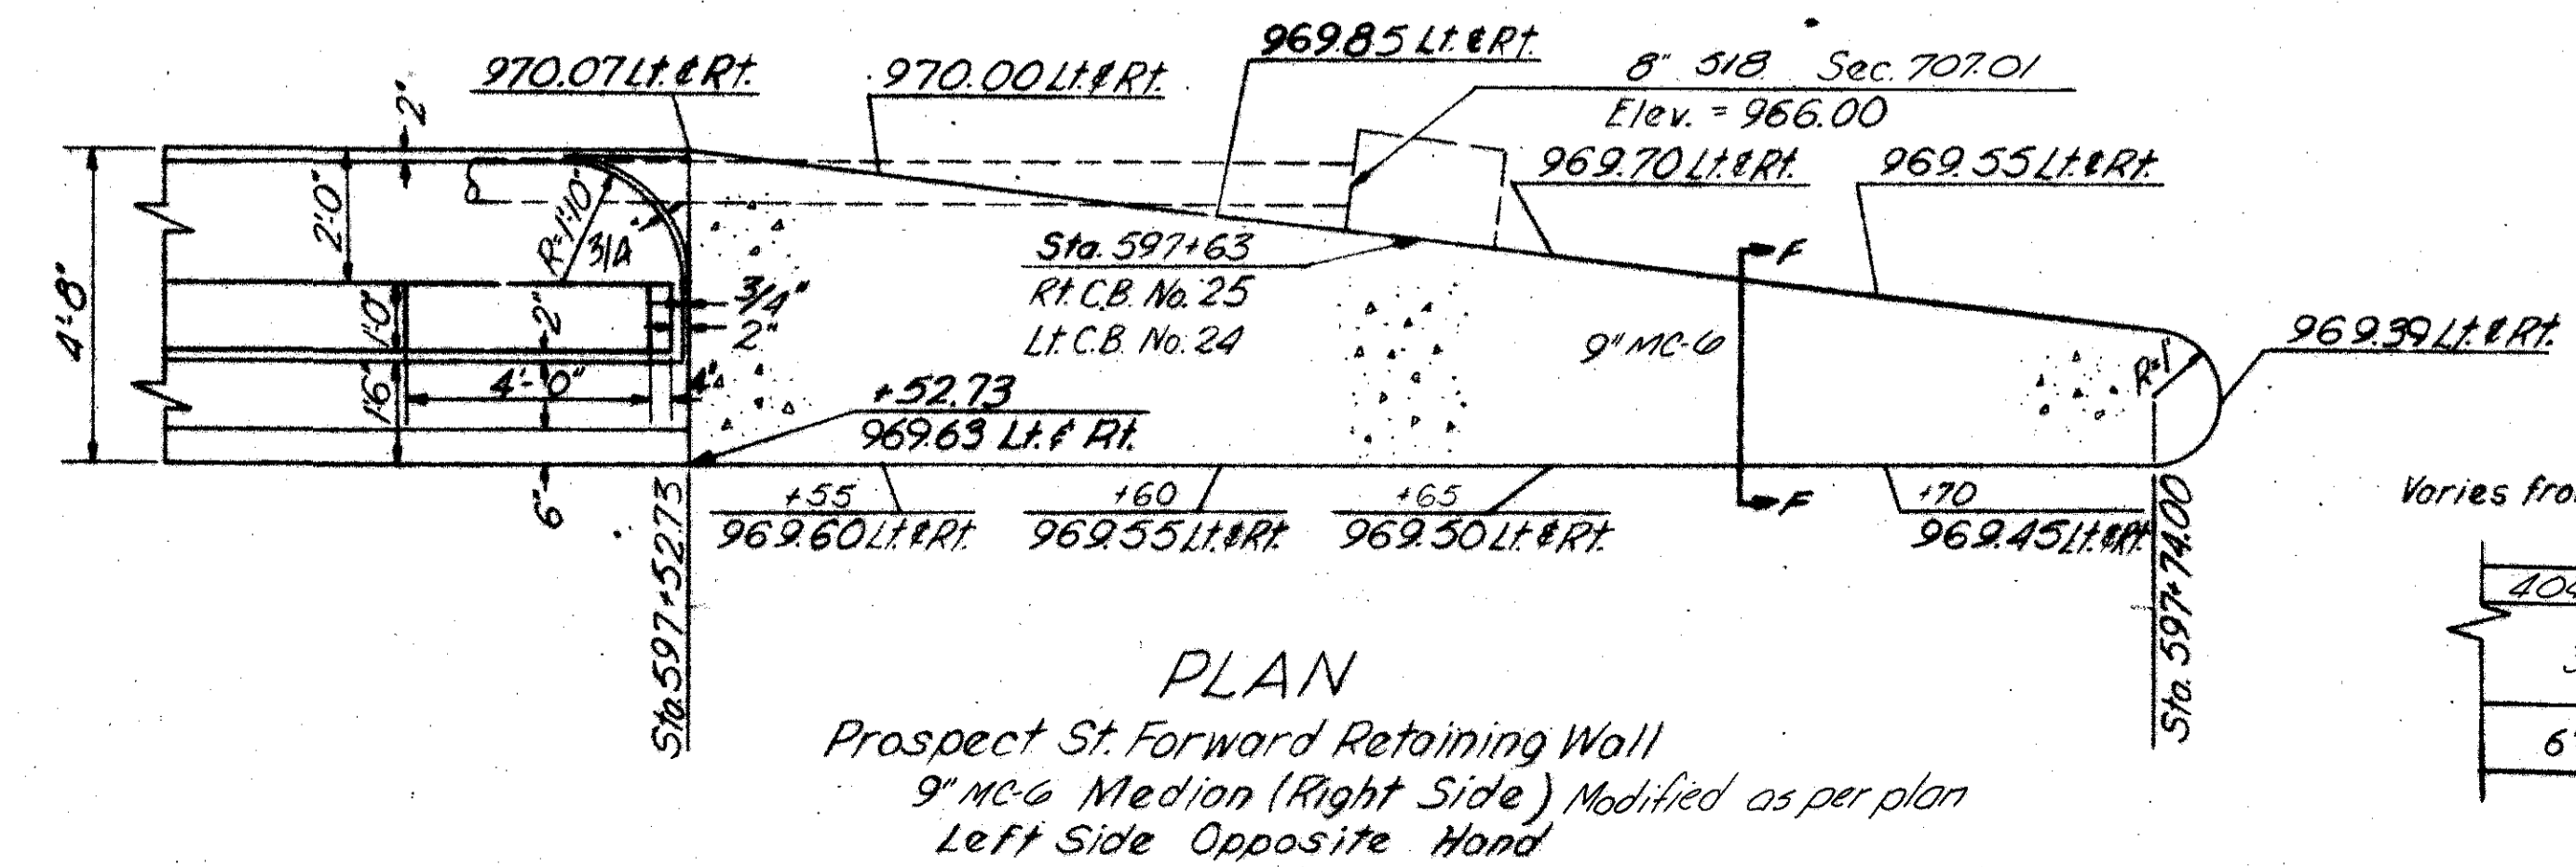 970.07 Lt. & Rt.
970.00 Lt. & Rt.
969.85 Lt. & Rt.
8" 518 Sec. 707.01
Elev. = 966.00
969.70 Lt. & Rt.
969.55 Lt. & Rt.
2"
2'-0"
R=1'-10"
3/4"
4'-8"
1'-0"
2"
3/4"
2"
Sta. 597+63
Rt. C.B. No. 25
Lt. C.B. No. 24
F
9" MC-6
969.39 Lt. & Rt.
R=1'
1'-6"
4'-0"
4"
+52.73
969.63 Lt. & Rt.
6"
Sta. 597+52.73
+55
969.60 Lt. & Rt.
+60
969.55 Lt. & Rt.
+65
969.50 Lt. & Rt.
F
+70
969.45 Lt. & Rt.
Sta. 597+74.00
Varies from
404
6"
PLAN
Prospect St. Forward Retaining Wall
9" MC-6 Median (Right Side) Modified as per plan
Left Side Opposite Hand